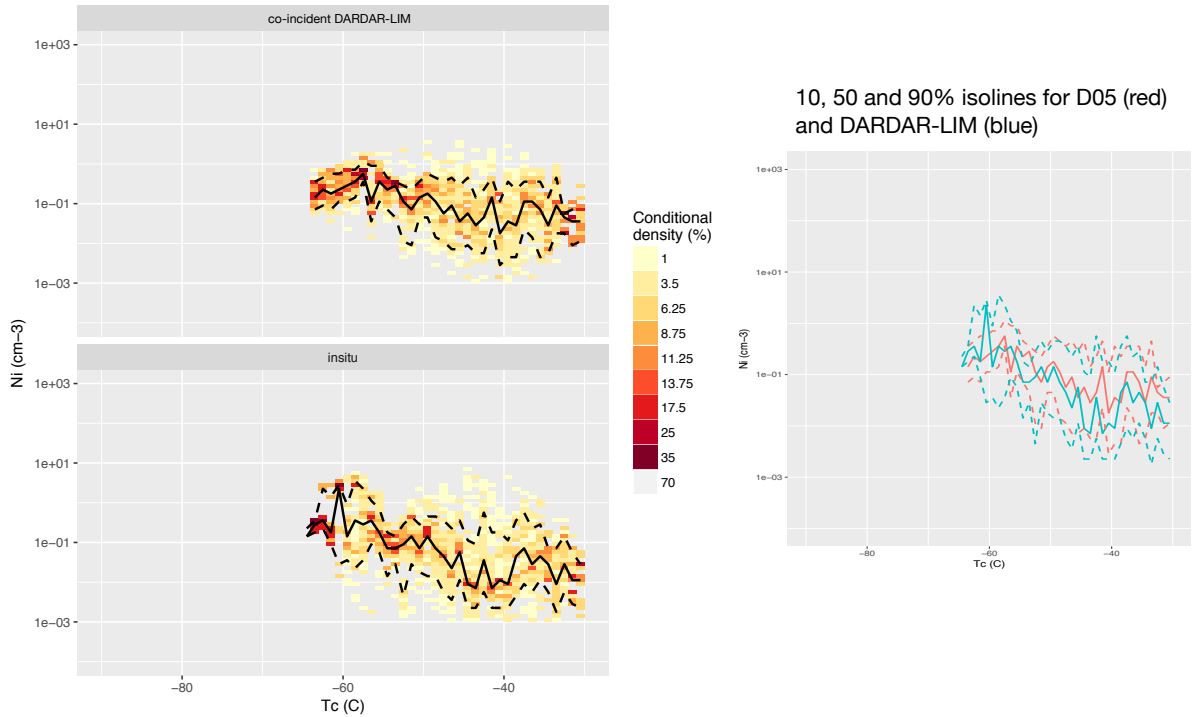 co-incident DARDAR-LIM
1e+03
1e+01
1e−01
1e−03
insitu
1e+03
1e+01
1e−01
1e−03
Ni (cm−3)
−80
−60
−40
Tc (C)
Conditional
density (%)
1
3.5
6.25
8.75
11.25
13.75
17.5
25
35
70
10, 50 and 90% isolines for D05 (red)
and DARDAR-LIM (blue)
1e+03
1e+01
1e−01
1e−03
Ni (cm−3)
−80
−60
−40
Tc (C)